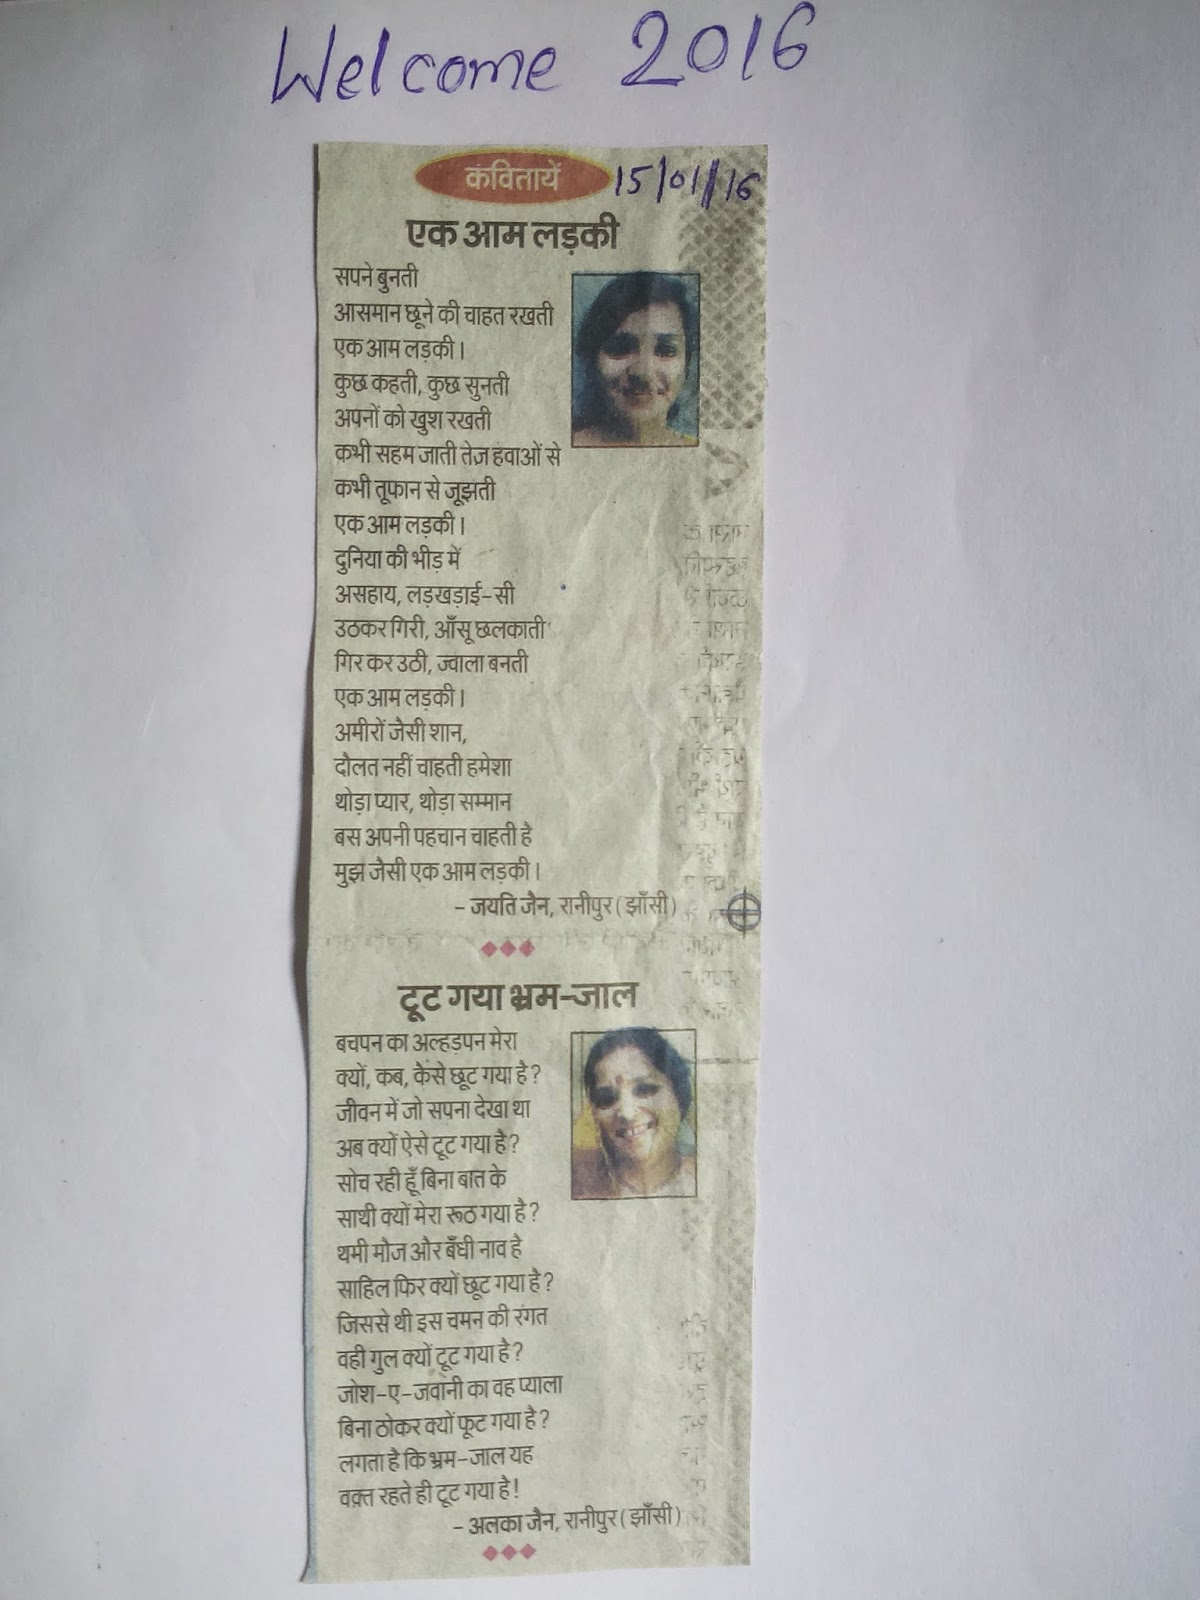 Welcome 2016
कवितायें 15/01/16
एक आम लड़की
सपने बुनती
आसमान छूने की चाहत रखती
एक आम लड़की।
कुछ कहती, कुछ सुनती
अपनों को खुश रखती
कभी सहम जाती तेज़ हवाओं से
कभी तूफान से जूझती
एक आम लड़की।
दुनिया की भीड़ में
असहाय, लड़खड़ाई-सी
उठकर गिरी, आँसू छलकाती
गिर कर उठी, ज्वाला बनती
एक आम लड़की।
अमीरों जैसी शान,
दौलत नहीं चाहती हमेशा
थोड़ा प्यार, थोड़ा सम्मान
बस अपनी पहचान चाहती है
मुझ जैसी एक आम लड़की।
- जयति जैन, रानीपुर (झाँसी)
टूट गया भ्रम-जाल
बचपन का अल्हड़पन मेरा
क्यों, कब, कैसे छूट गया है?
जीवन में जो सपना देखा था
अब क्यों ऐसे टूट गया है?
सोच रही हूँ बिना बात के
साथी क्यों मेरा रूठ गया है?
थमी मौज और बँधी नाव है
साहिल फिर क्यों छूट गया है?
जिससे थी इस चमन की रंगत
वही गुल क्यों टूट गया है?
जोश-ए-जवानी का वह प्याला
बिना ठोकर क्यों फूट गया है?
लगता है कि भ्रम-जाल यह
वक़्त रहते ही टूट गया है!
- अलका जैन, रानीपुर (झाँसी)